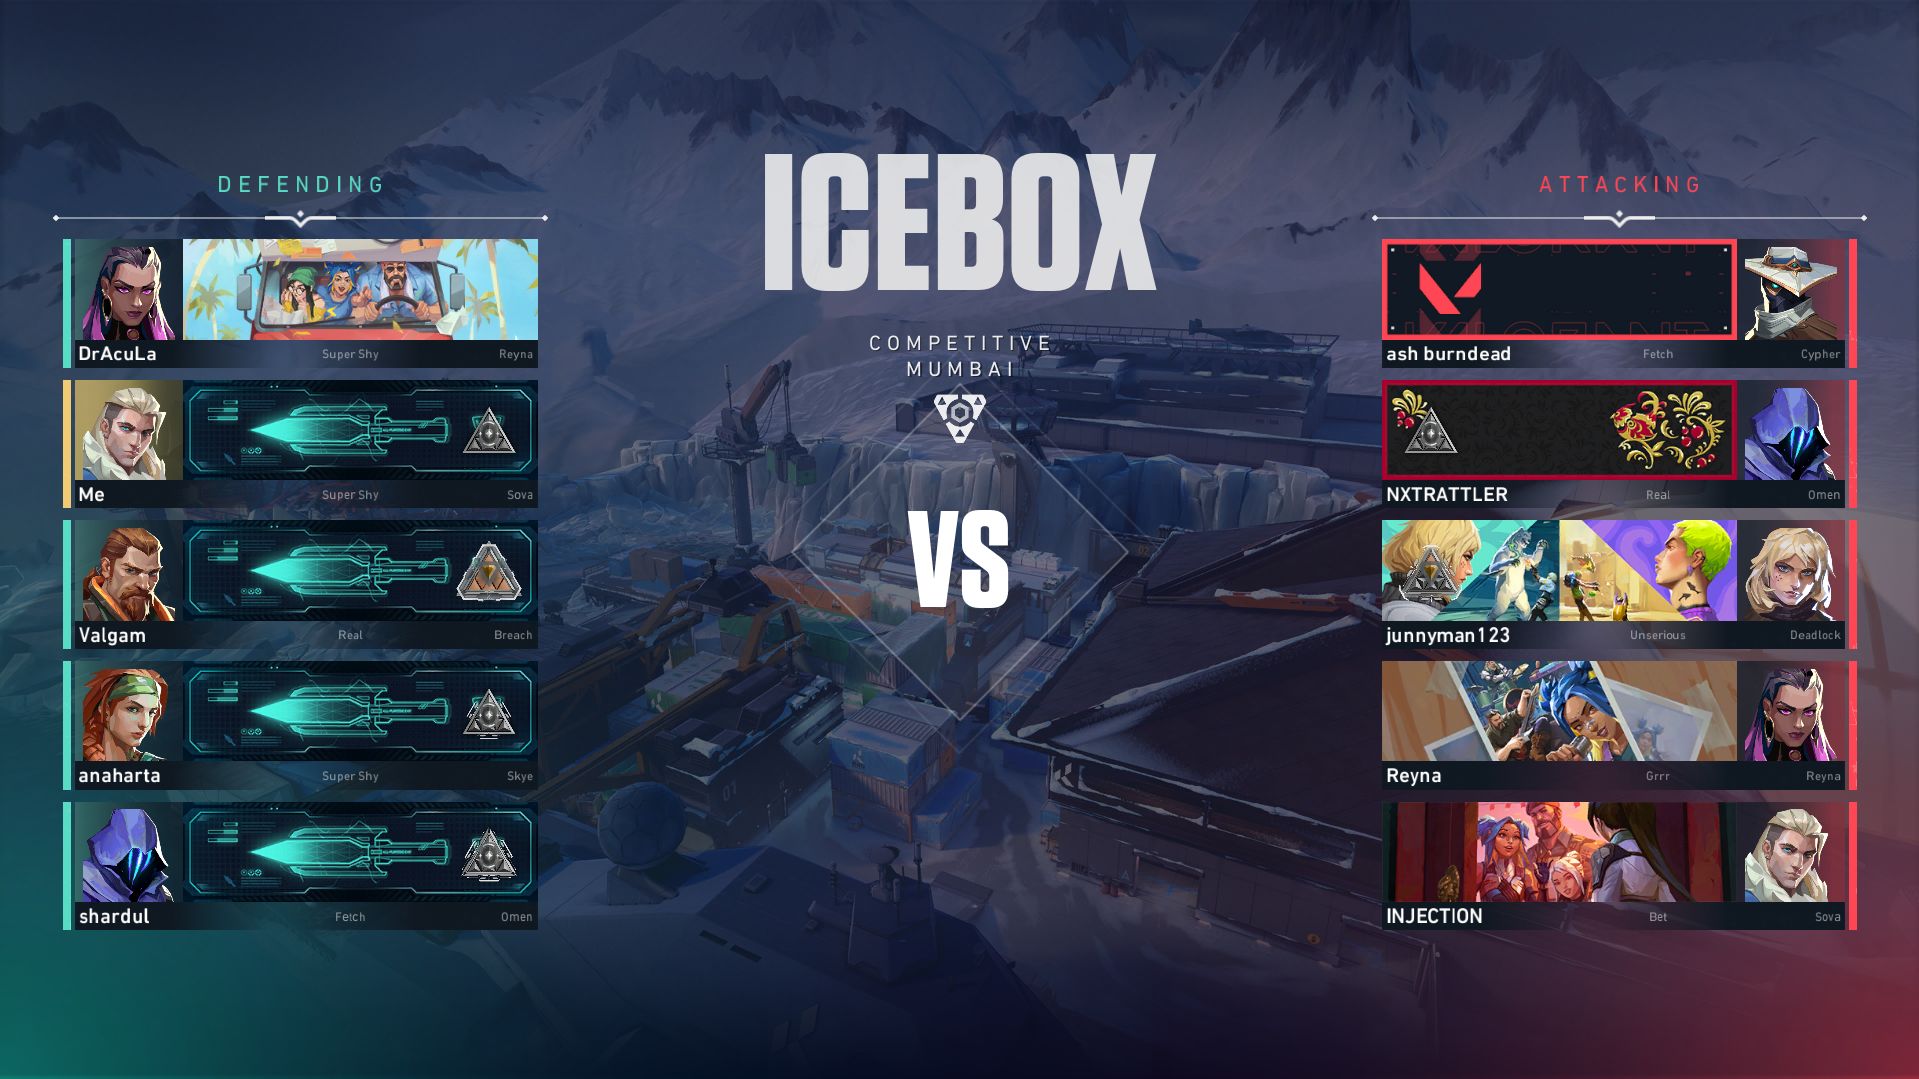 ICEBOX
COMPETITIVE
MUMBAI
VS
DEFENDING
DrAcuLa Super Shy Reyna
Me Super Shy Sova
Valgam Real Breach
anaharta Super Shy Skye
shardul Fetch Omen
ATTACKING
ash burndead Fetch Cypher
NXTRATTLER Real Omen
junnyman123 Unserious Deadlock
Reyna Grrr Reyna
INJECTION Bet Sova